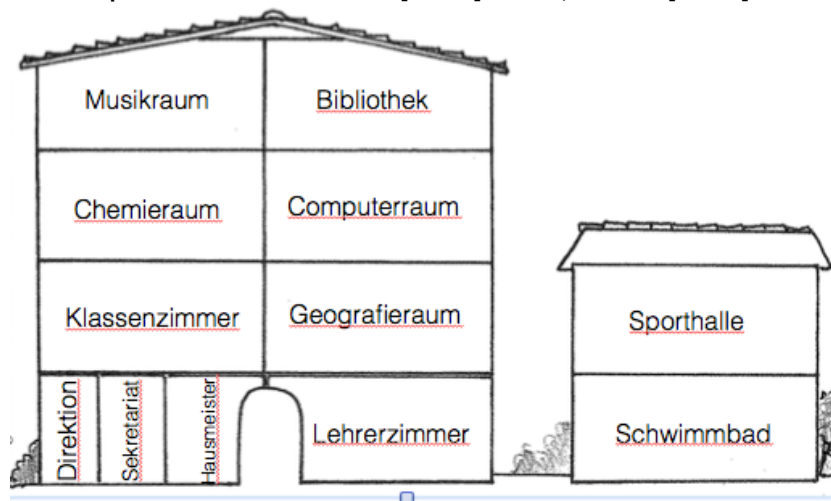 Musikraum
Bibliothek
Chemieraum
Computerraum
Klassenzimmer
Geografieraum
Sporthalle
Direktion
Sekretariat
Hausmeister
Lehrerzimmer
Schwimmbad